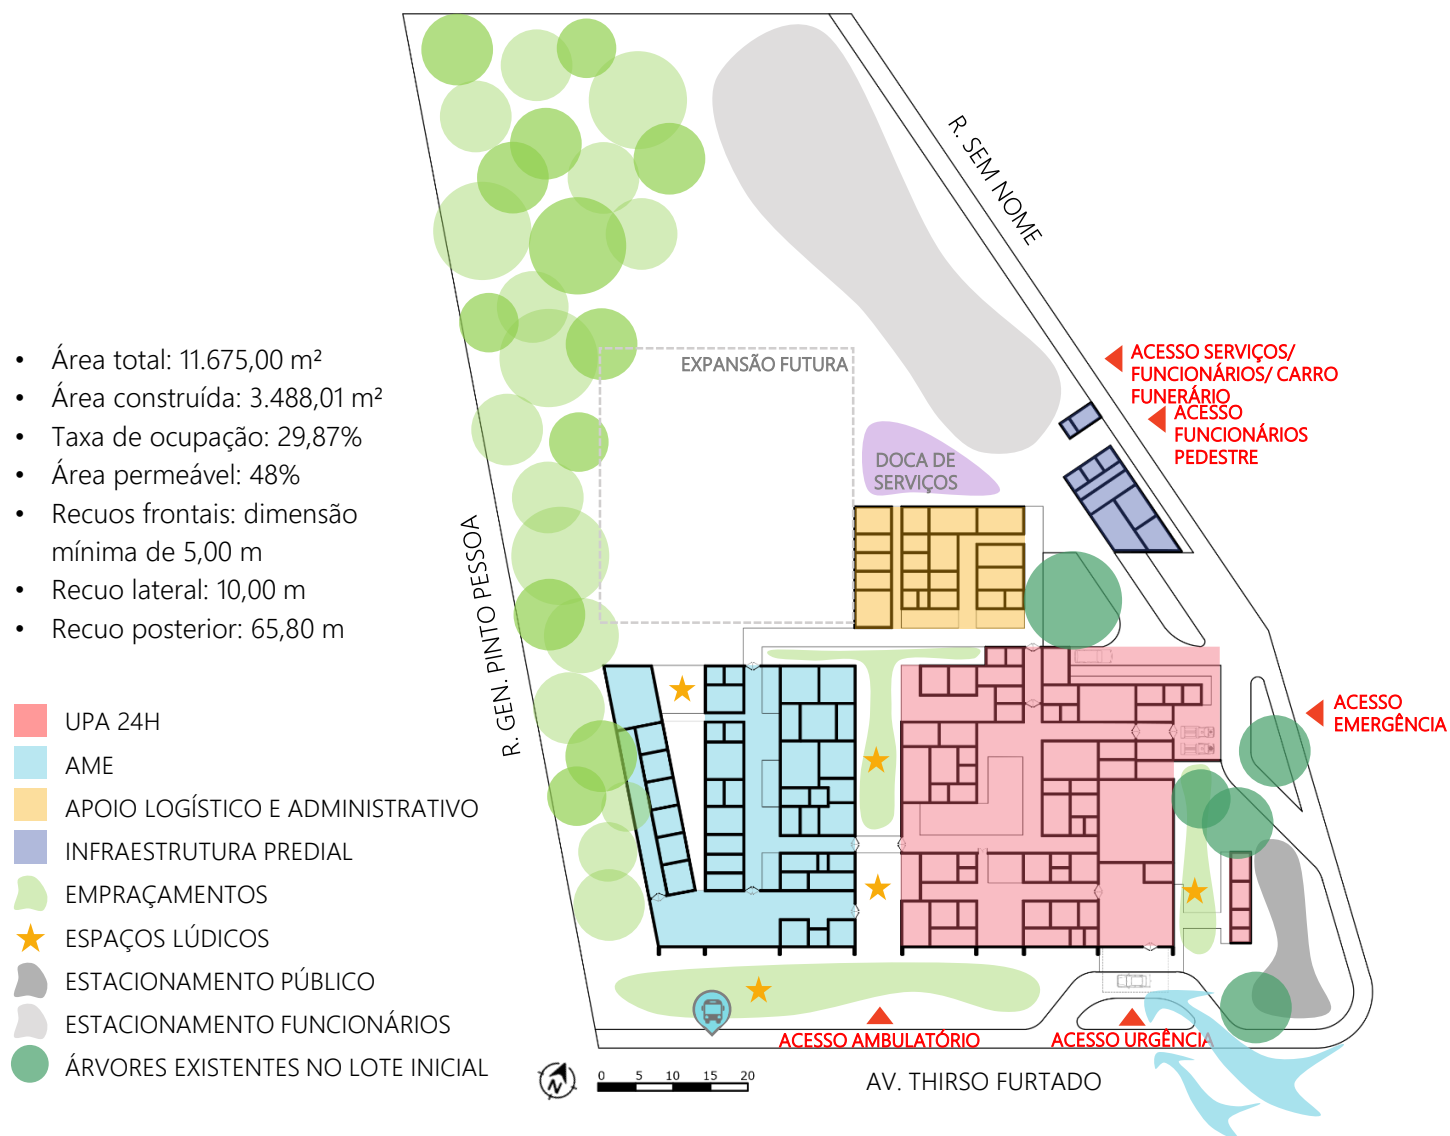 R. SEM NOME
• Área total: 11.675,00 m²
• Área construída: 3.488,01 m²
• Taxa de ocupação: 29,87%
• Área permeável: 48%
• Recuos frontais: dimensão
mínima de 5,00 m
• Recuo lateral: 10,00 m
• Recuo posterior: 65,80 m
EXPANSÃO FUTURA
ACESSO SERVIÇOS/
FUNCIONÁRIOS/ CARRO
FUNERÁRIO
ACESSO
FUNCIONÁRIOS
PEDESTRE
DOCA DE
SERVIÇOS
R. GEN. PINTO PESSOA
ACESSO
EMERGÊNCIA
UPA 24H
AME
APOIO LOGÍSTICO E ADMINISTRATIVO
INFRAESTRUTURA PREDIAL
EMPRAÇAMENTOS
ESPAÇOS LÚDICOS
ESTACIONAMENTO PÚBLICO
ESTACIONAMENTO FUNCIONÁRIOS
ÁRVORES EXISTENTES NO LOTE INICIAL
ACESSO AMBULATÓRIO
ACESSO URGÊNCIA
N
0 5 10 15 20
AV. THIRSO FURTADO